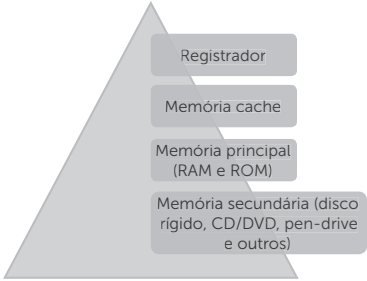 Registrador
Memória cache
Memória principal
(RAM e ROM)
Memória secundária (disco
rígido, CD/DVD, pen-drive
e outros)